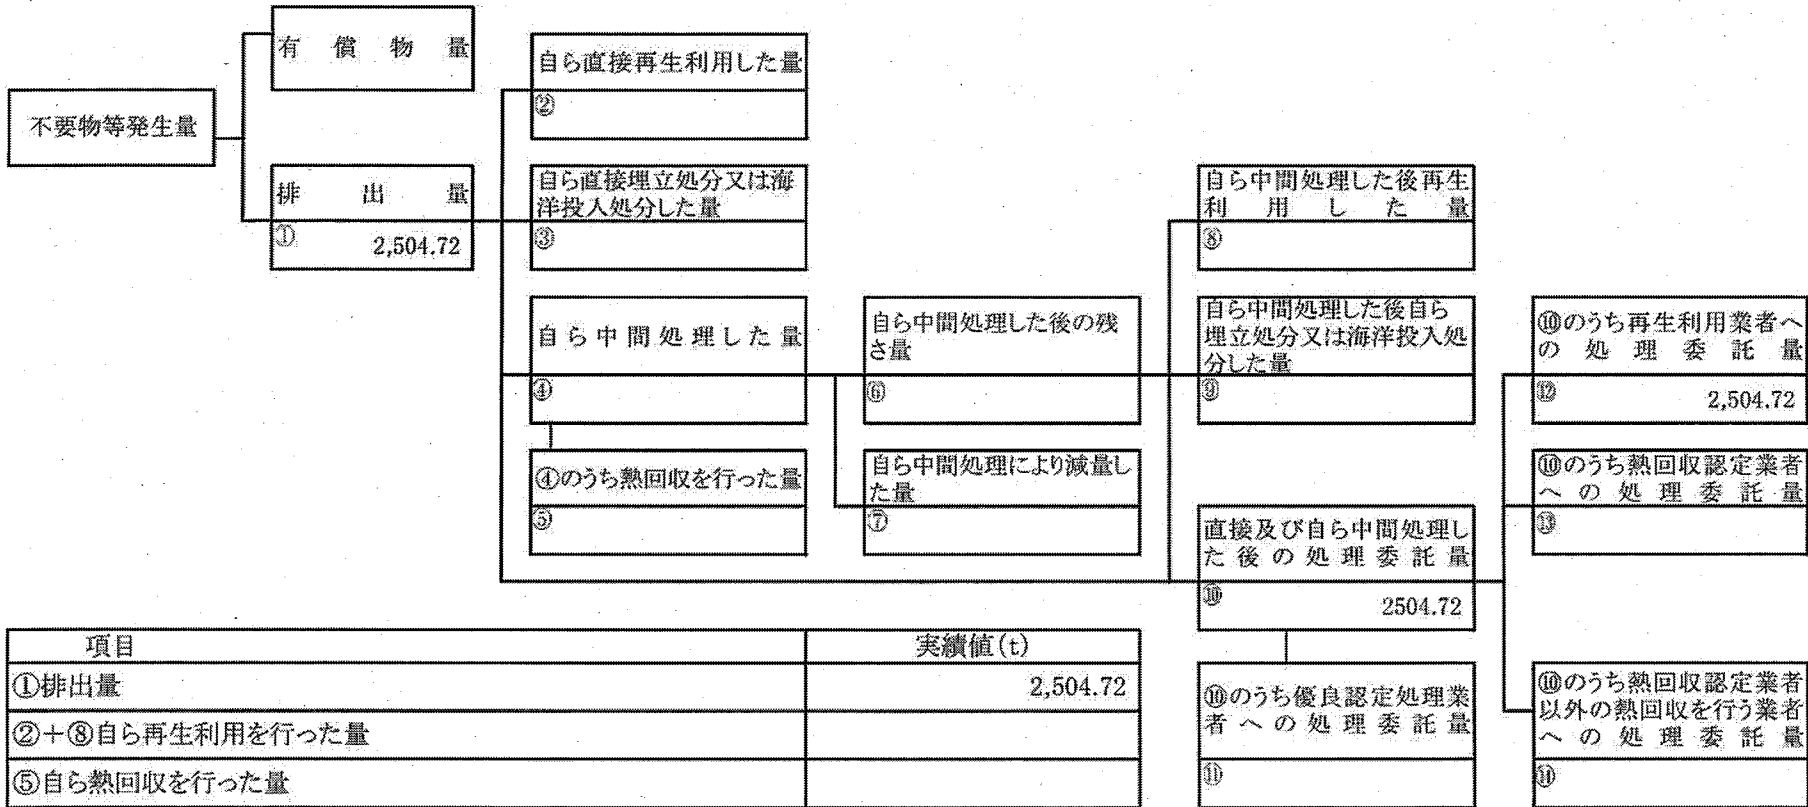 有償物量
不要物等発生量
排出量
①
2,504.72
自ら直接再生利用した量
②
自ら直接埋立処分又は海
洋投入処分した量
③
自ら中間処理した量
④
④のうち熱回収を行った量
⑤
自ら中間処理した後の残
さ量
⑥
自ら中間処理により減量し
た量
⑦
自ら中間処理した後再生
利用した量
⑧
自ら中間処理した後自ら
埋立処分又は海洋投入処
分した量
⑨
直接及び自ら中間処理し
た後の処理委託量
⑩
2504.72
⑩のうち優良認定処理業
者への処理委託量
⑪
⑩のうち再生利用業者へ
の処理委託量
⑫
2,504.72
⑩のうち熱回収認定業者
への処理委託量
⑬
⑩のうち熱回収認定業者
以外の熱回収を行う業者
への処理委託量
⑭
項目
実績値(t)
①排出量
2,504.72
②＋⑧自ら再生利用を行った量
⑤自ら熱回収を行った量